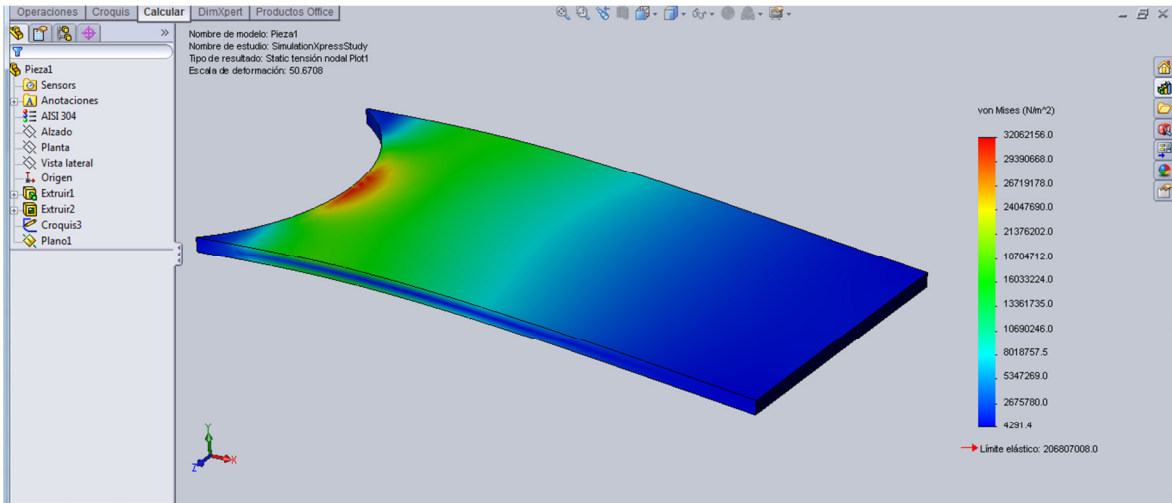 Operaciones Croquis Calcular DimXpert Productos Office
Nombre de modelo: Pieza1
Nombre de estudio: SimulationXpressStudy
Tipo de resultado: Static tensión nodal Plot1
Escala de deformación: 50.6708
Pieza1
Sensors
Anotaciones
AISI 304
Alzado
Planta
Vista lateral
Origen
Extruir1
Extruir2
Croquis3
Plano1
von Mises (N/m^2)
32062156.0
29390668.0
26719178.0
24047690.0
21376202.0
18704712.0
16033224.0
13361735.0
10690246.0
8018757.5
5347269.0
2675780.0
4291.4
Límite elástico: 206807008.0
Y
X
Z